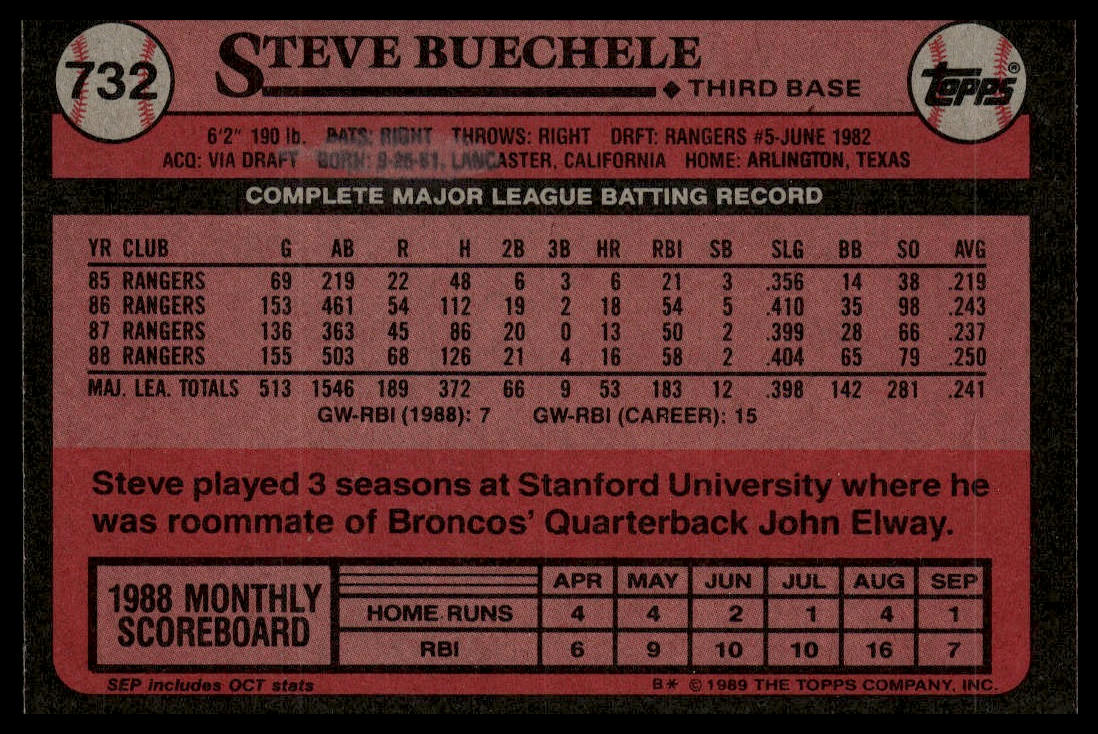 732
STEVE BUECHELE
THIRD BASE
Topps®
6'2" 190 lb. BATS: RIGHT THROWS: RIGHT DRFT: RANGERS #5-JUNE 1982
ACQ: VIA DRAFT BORN: 9-26-61, LANCASTER, CALIFORNIA HOME: ARLINGTON, TEXAS
COMPLETE MAJOR LEAGUE BATTING RECORD
YR CLUB G AB R H 2B 3B HR RBI SB SLG BB SO AVG
85 RANGERS 69 219 22 48 6 3 6 21 3 .356 14 38 .219
86 RANGERS 153 461 54 112 19 2 18 54 5 .410 35 98 .243
87 RANGERS 136 363 45 86 20 0 13 50 2 .399 28 66 .237
88 RANGERS 155 503 68 126 21 4 16 58 2 .404 65 79 .250
MAJ. LEA. TOTALS 513 1546 189 372 66 9 53 183 12 .398 142 281 .241
GW-RBI (1988): 7 GW-RBI (CAREER): 15
Steve played 3 seasons at Stanford University where he
was roommate of Broncos' Quarterback John Elway.
1988 MONTHLY
SCOREBOARD
APR MAY JUN JUL AUG SEP
HOME RUNS 4 4 2 1 4 1
RBI 6 9 10 10 16 7
SEP includes OCT stats
B* © 1989 THE TOPPS COMPANY, INC.